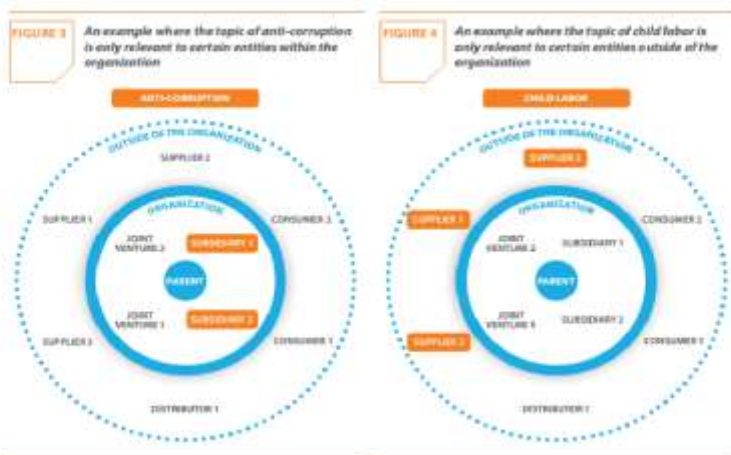 FIGURE 3
An example where the topic of anti-corruption
is only relevant to certain entities within the
organization
ANTI-CORRUPTION
OUTSIDE OF THE ORGANIZATION
SUPPLIER 2
SUPPLIER 1
ORGANIZATION
CONSUMER 2
JOINT
VENTURE 2
SUBSIDIARY 1
PARENT
JOINT
VENTURE 1
SUBSIDIARY 2
SUPPLIER 3
CONSUMER 1
DISTRIBUTOR 1
FIGURE 4
An example where the topic of child labor is
only relevant to certain entities outside of the
organization
CHILD LABOR
OUTSIDE OF THE ORGANIZATION
SUPPLIER 2
SUPPLIER 1
ORGANIZATION
CONSUMER 2
JOINT
VENTURE 2
SUBSIDIARY 1
PARENT
JOINT
VENTURE 1
SUBSIDIARY 2
SUPPLIER 3
CONSUMER 1
DISTRIBUTOR 1